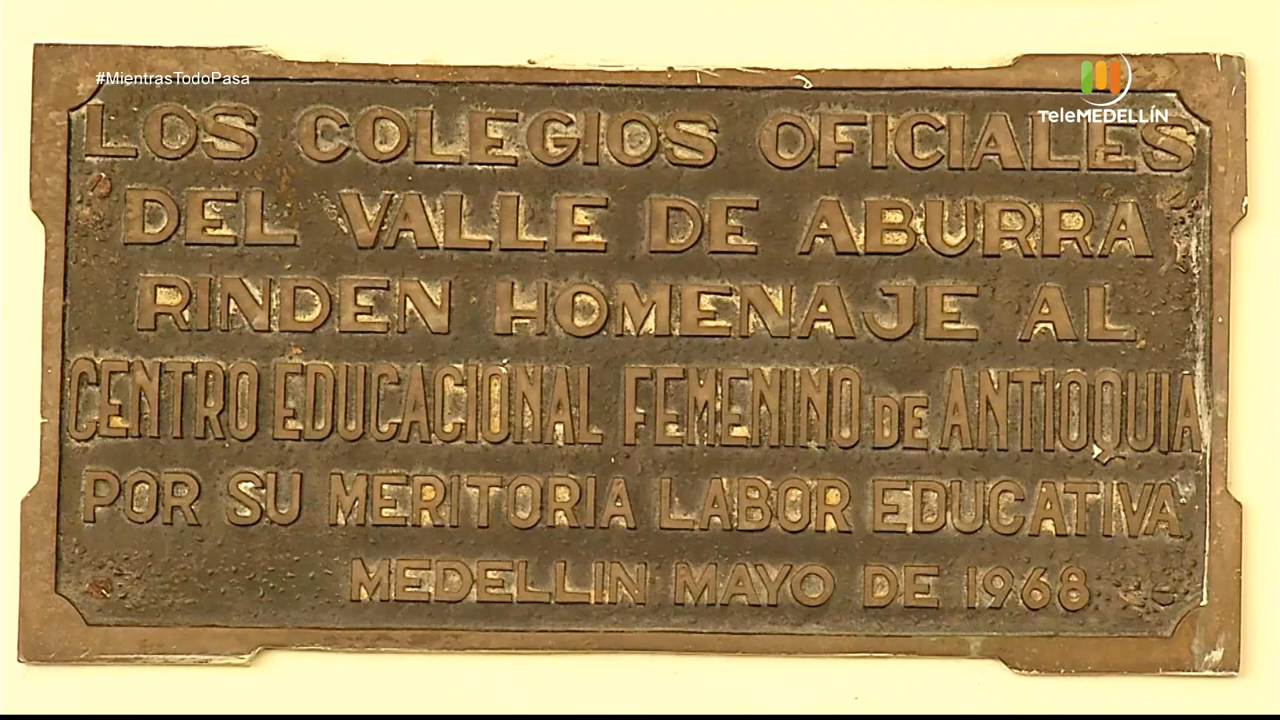 #MientrasTodoPasa
TeleMEDELLÍN
LOS COLEGIOS OFICIALES
DEL VALLE DE ABURRA
RINDEN HOMENAJE AL
CENTRO EDUCACIONAL FEMENINO DE ANTIOQUIA
POR SU MERITORIA LABOR EDUCATIVA
MEDELLIN MAYO DE 1968